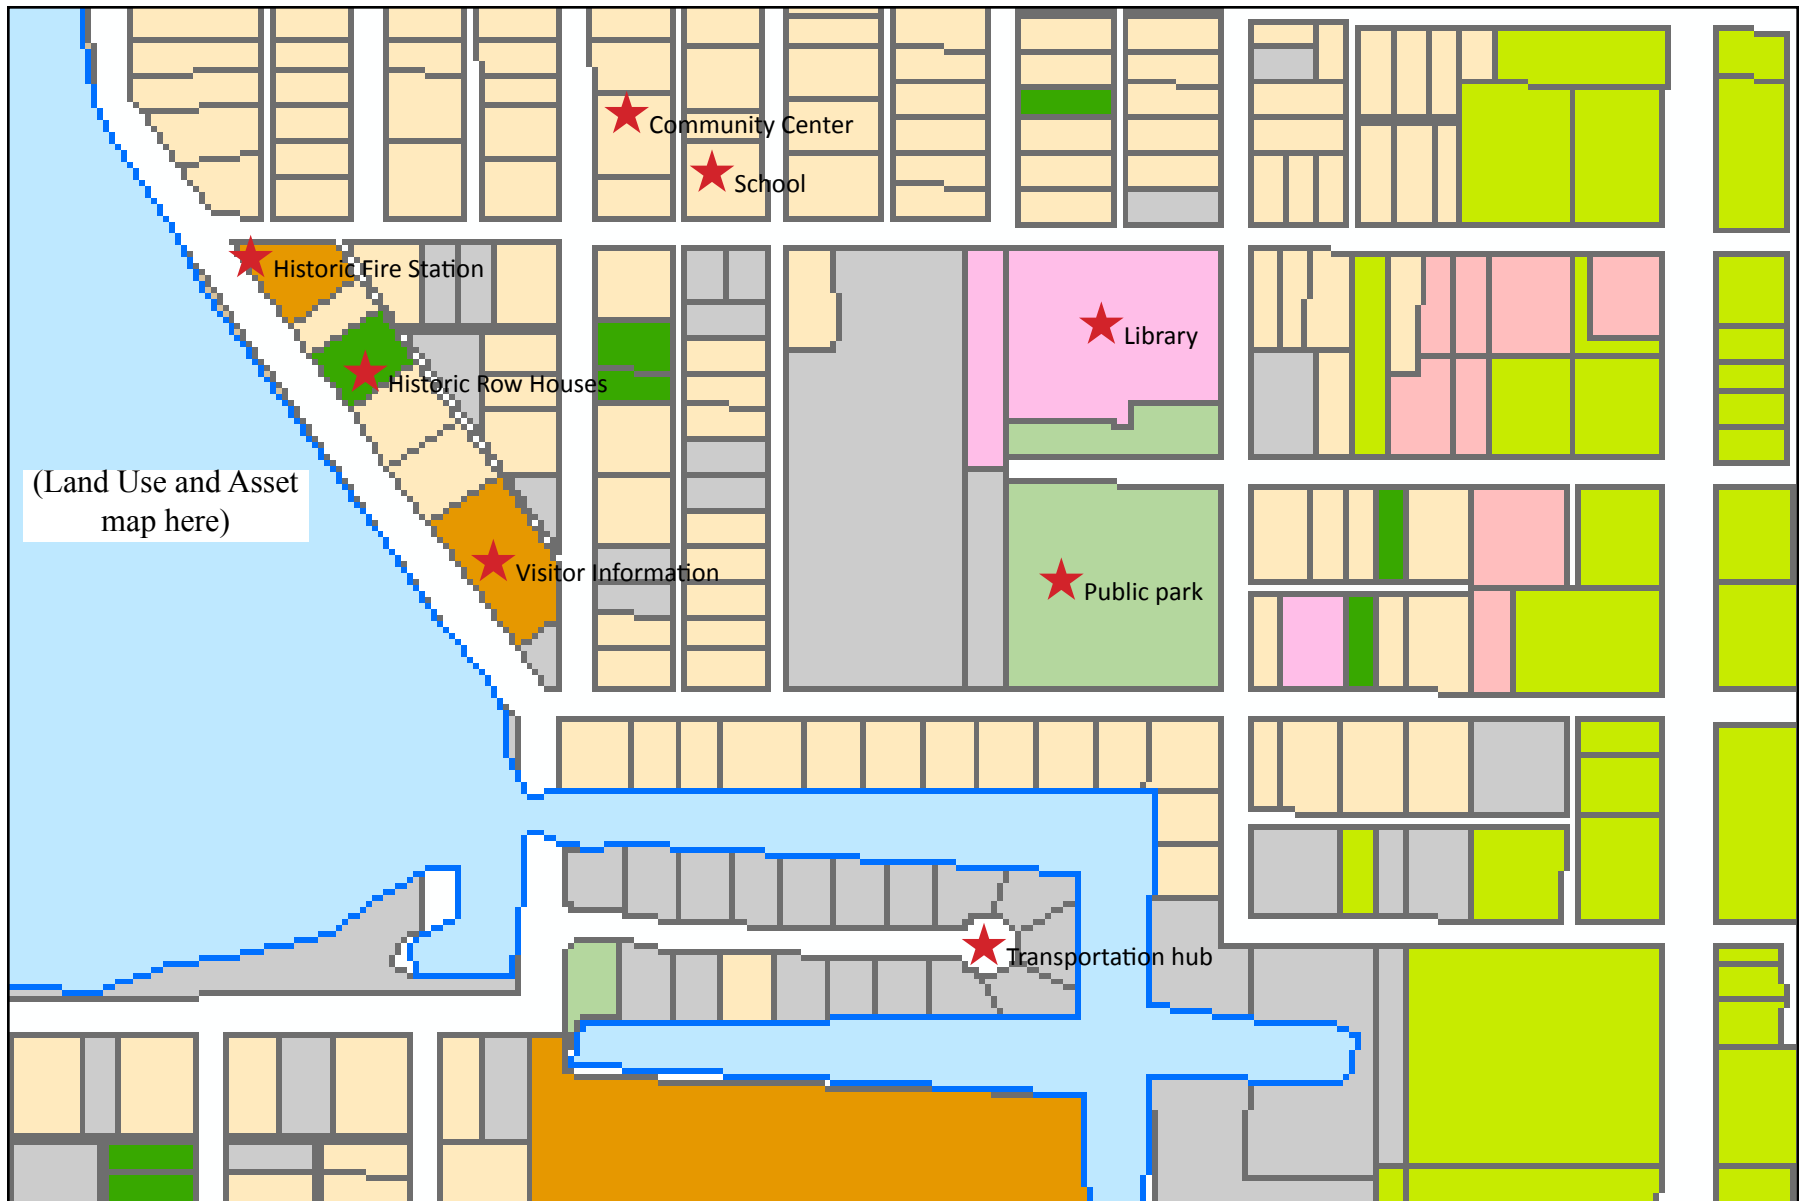 Community Center
School
Historic Fire Station
Library
Historic Row Houses
(Land Use and Asset
map here)
Visitor Information
Public park
Transportation hub